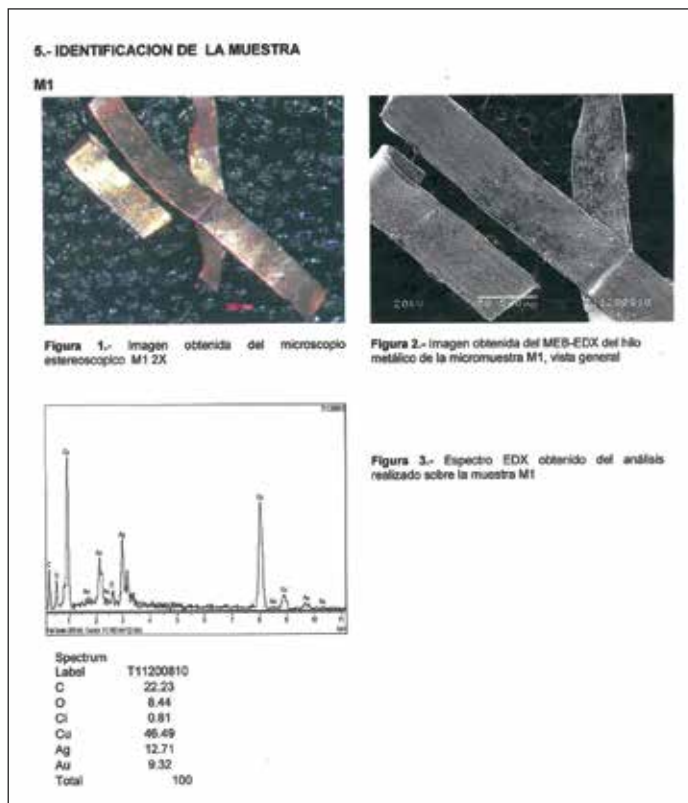 5.- IDENTIFICACION DE LA MUESTRA
M1
Figura 1.- Imagen obtenida del microscopio
estereoscopico M1 2X
20kU
Figura 2.- Imagen obtenida del MEB-EDX del hilo
metálico de la micromuestra M1, vista general
Figura 3.- Espectro EDX obtenido del análisis
realizado sobre la muestra M1
Spectrum
Label T11200810
C 22.23
O 8.44
Cl 0.81
Cu 46.49
Ag 12.71
Au 9.32
Total 100